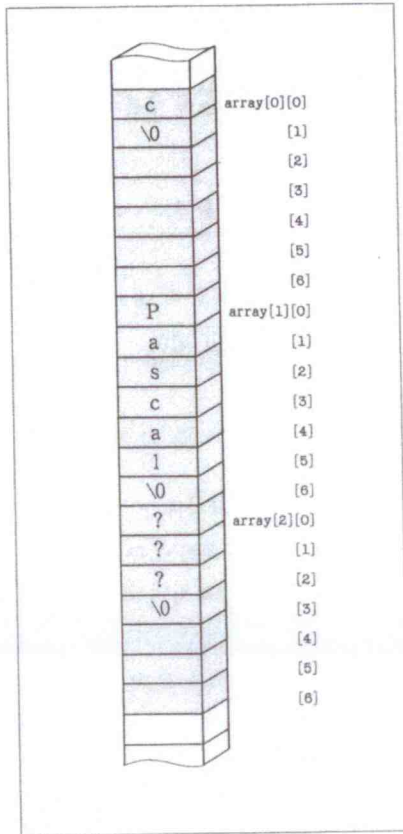 c array[0][0]
\0 [1]
[2]
[3]
[4]
[5]
[6]
P array[1][0]
a [1]
s [2]
c [3]
a [4]
l [5]
\0 [6]
? array[2][0]
? [1]
? [2]
\0 [3]
[4]
[5]
[6]